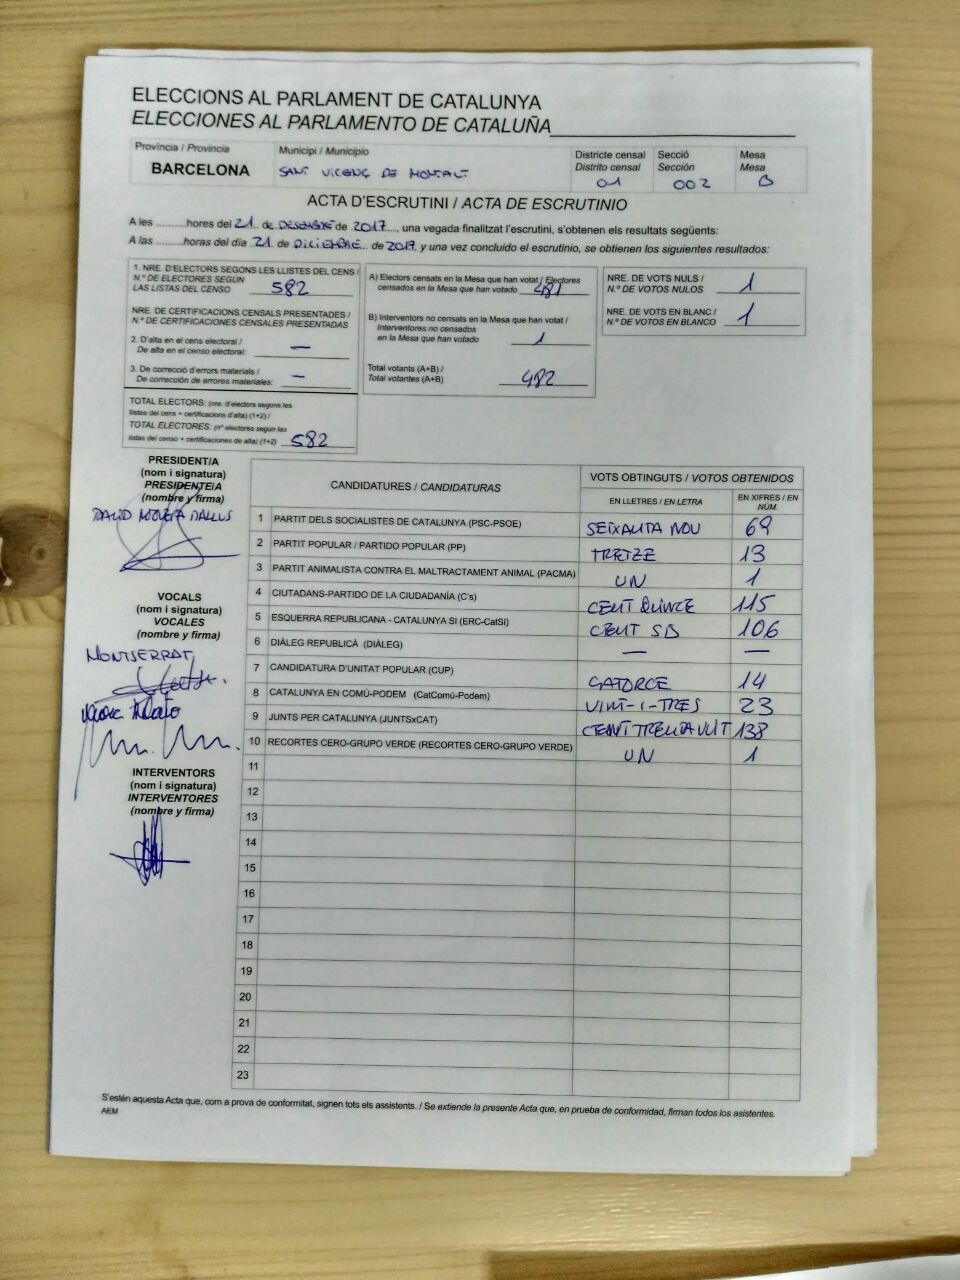 ELECCIONS AL PARLAMENT DE CATALUNYA
ELECCIONES AL PARLAMENTO DE CATALUÑA
Província / Provincia
BARCELONA
Municipi / Municipio
SANT VICENÇ DE MONTALT
Districte censal
Distrito censal
01
Secció
Sección
002
Mesa
Mesa
B
ACTA D'ESCRUTINI / ACTA DE ESCRUTINIO
A les ..........hores del 21 de DESEMBRE de 2017...., una vegada finalitzat l'escrutini, s'obtenen els resultats següents:
A las ..........horas del día 21 de DICIEMBRE... de 2017 y una vez concluido el escrutinio, se obtienen los siguientes resultados:
1. NRE. D'ELECTORS SEGONS LES LLISTES DEL CENS /
N.º DE ELECTORES SEGÚN
LAS LISTAS DEL CENSO 582
NRE. DE CERTIFICACIONS CENSALS PRESENTADES /
N.º DE CERTIFICACIONES CENSALES PRESENTADAS
2. D'alta en el cens electoral /
De alta en el censo electoral: —
3. De correcció d'errors materials /
De corrección de errores materiales: —
TOTAL ELECTORS: (nre. d'electors segons les
llistes del cens + certificacions d'alta) (1+2) /
TOTAL ELECTORES: (nº electores según las
listas del censo + certificaciones de alta) (1+2) 582
A) Electors censats en la Mesa que han votat / Electores
censados en la Mesa que han votado 481
B) Interventors no censats en la Mesa que han votat /
Interventores no censados
en la Mesa que han votado 1
Total votants (A+B) /
Total votantes (A+B) 482
NRE. DE VOTS NULS /
N.º DE VOTOS NULOS 1
NRE. DE VOTS EN BLANC /
N.º DE VOTOS EN BLANCO 1
PRESIDENT/A
(nom i signatura)
PRESIDENTE/A
(nombre y firma)
DAVID
VOCALS
(nom i signatura)
VOCALES
(nombre y firma)
MONTSERRAT
INTERVENTORS
(nom i signatura)
INTERVENTORES
(nombre y firma)
CANDIDATURES / CANDIDATURAS
VOTS OBTINGUTS / VOTOS OBTENIDOS
EN LLETRES / EN LETRA
EN XIFRES / EN NÚM.
1 PARTIT DELS SOCIALISTES DE CATALUNYA (PSC-PSOE) SEIXANTA NOU 69
2 PARTIT POPULAR / PARTIDO POPULAR (PP) TRETZE 13
3 PARTIT ANIMALISTA CONTRA EL MALTRACTAMENT ANIMAL (PACMA) UN 1
4 CIUTADANS-PARTIDO DE LA CIUDADANÍA (C's) CENT QUINCE 115
5 ESQUERRA REPUBLICANA - CATALUNYA SI (ERC-CatSí) CENT SIS 106
6 DIÀLEG REPUBLICÀ (DIÀLEG) — —
7 CANDIDATURA D'UNITAT POPULAR (CUP) CATORCE 14
8 CATALUNYA EN COMÚ-PODEM (CatComú-Podem) VINT-I-TRES 23
9 JUNTS PER CATALUNYA (JUNTSxCAT) CENT TRENTA VUIT 138
10 RECORTES CERO-GRUPO VERDE (RECORTES CERO-GRUPO VERDE) UN 1
11
12
13
14
15
16
17
18
19
20
21
22
23
S'estén aquesta Acta que, com a prova de conformitat, signen tots els assistents. / Se extiende la presente Acta que, en prueba de conformidad, firman todos los asistentes.
AEM